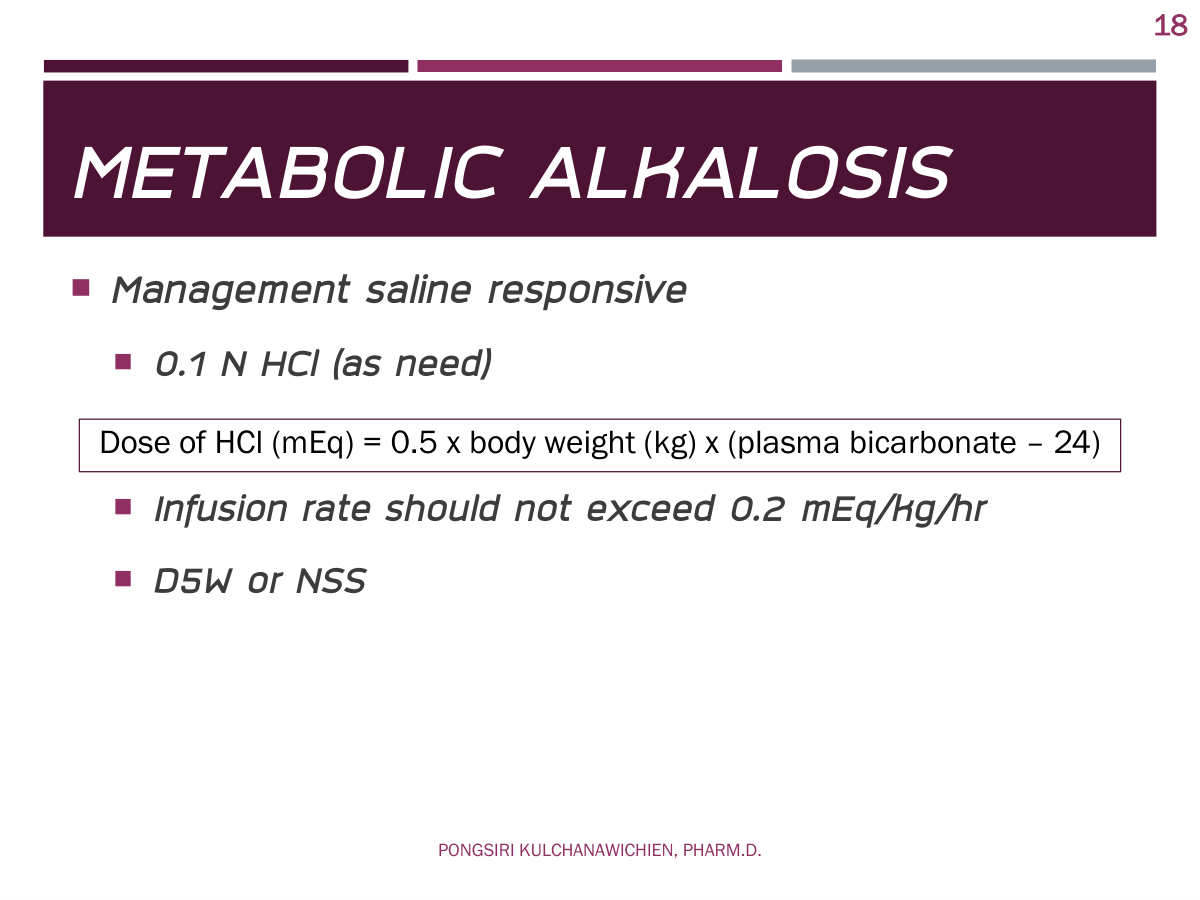 18
METABOLIC ALKALOSIS
Management saline responsive
0.1 N HCl (as need)
Dose of HCl (mEq) = 0.5 x body weight (kg) x (plasma bicarbonate – 24)
Infusion rate should not exceed 0.2 mEq/kg/hr
D5W or NSS
PONGSIRI KULCHANAWICHIEN, PHARM.D.